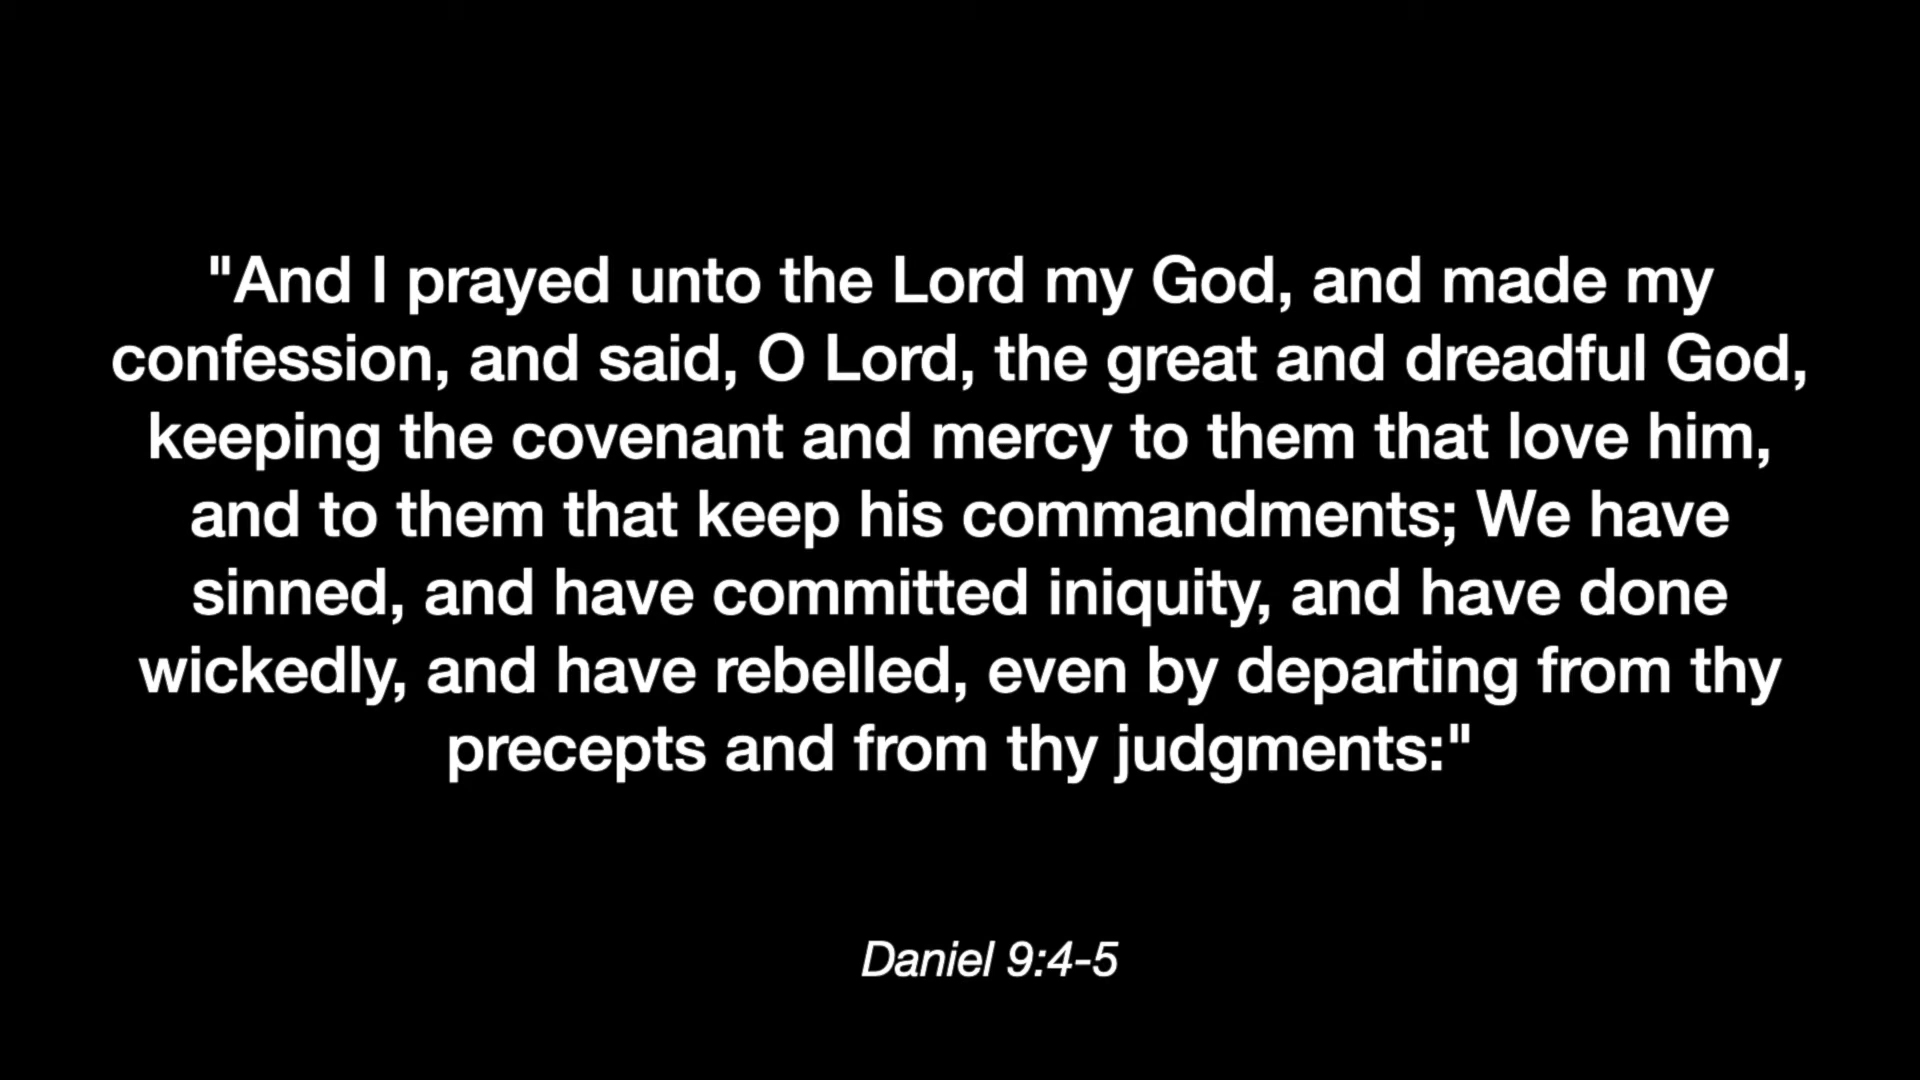 "And I prayed unto the Lord my God, and made my
confession, and said, O Lord, the great and dreadful God,
keeping the covenant and mercy to them that love him,
and to them that keep his commandments; We have
sinned, and have committed iniquity, and have done
wickedly, and have rebelled, even by departing from thy
precepts and from thy judgments:"
Daniel 9:4-5